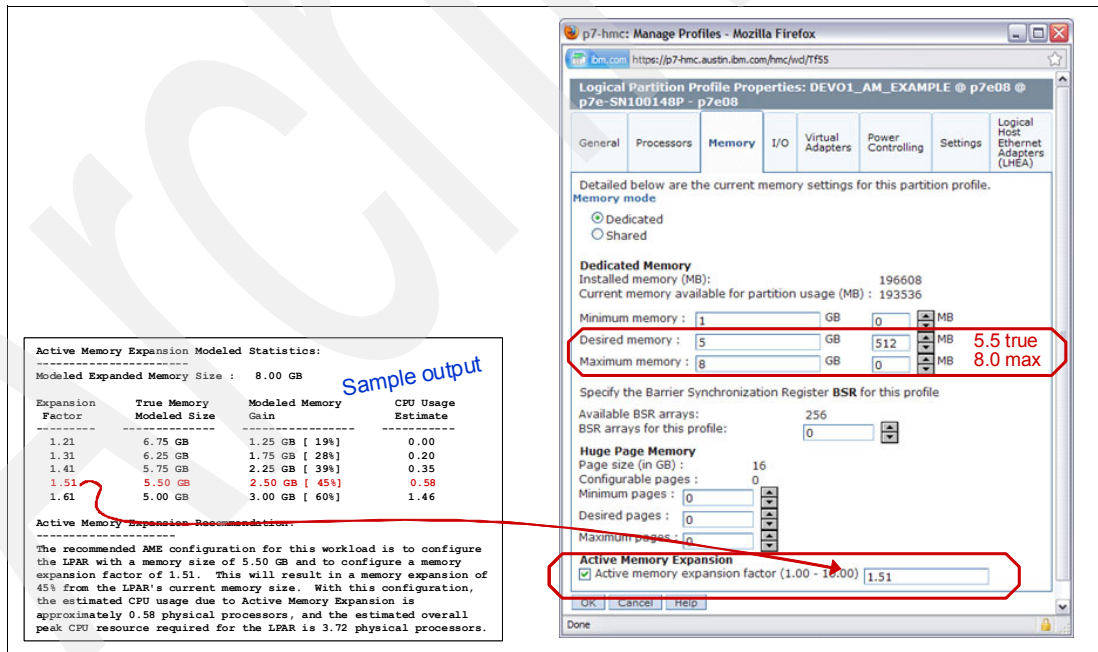 Active Memory Expansion Modeled Statistics:
-----------------------
Modeled Expanded Memory Size : 8.00 GB
Sample output
Expansion True Memory Modeled Memory CPU Usage
Factor Modeled Size Gain Estimate
--------- -------------- ----------------- -----------
1.21 6.75 GB 1.25 GB [ 19%] 0.00
1.31 6.25 GB 1.75 GB [ 28%] 0.20
1.41 5.75 GB 2.25 GB [ 39%] 0.35
1.51 5.50 GB 2.50 GB [ 45%] 0.58
1.61 5.00 GB 3.00 GB [ 60%] 1.46
Active Memory Expansion Recommendation:
---------------------
The recommended AME configuration for this workload is to configure
the LPAR with a memory size of 5.50 GB and to configure a memory
expansion factor of 1.51. This will result in a memory expansion of
45% from the LPAR's current memory size. With this configuration,
the estimated CPU usage due to Active Memory Expansion is
approximately 0.58 physical processors, and the estimated overall
peak CPU resource required for the LPAR is 3.72 physical processors.
p7-hmc: Manage Profiles - Mozilla Firefox
ibm.com https://p7-hmc.austin.ibm.com/hmc/wcl/Tf55
Logical Partition Profile Properties: DEVO1_AM_EXAMPLE @ p7e08 @
p7e-SN100148P - p7e08
General Processors Memory I/O Virtual Adapters Power Controlling Settings Logical Host Ethernet Adapters (LHEA)
Detailed below are the current memory settings for this partition profile.
Memory mode
Dedicated
Shared
Dedicated Memory
Installed memory (MB): 196608
Current memory available for partition usage (MB) : 193536
Minimum memory : 1 GB 0 MB
Desired memory : 5 GB 512 MB 5.5 true
Maximum memory : 8 GB 0 MB 8.0 max
Specify the Barrier Synchronization Register BSR for this profile
Available BSR arrays: 256
BSR arrays for this profile: 0
Huge Page Memory
Page size (in GB) : 16
Configurable pages : 0
Minimum pages : 0
Desired pages : 0
Maximum pages : 0
Active Memory Expansion
Active memory expansion factor (1.00 - 10.00) 1.51
OK Cancel Help
Done